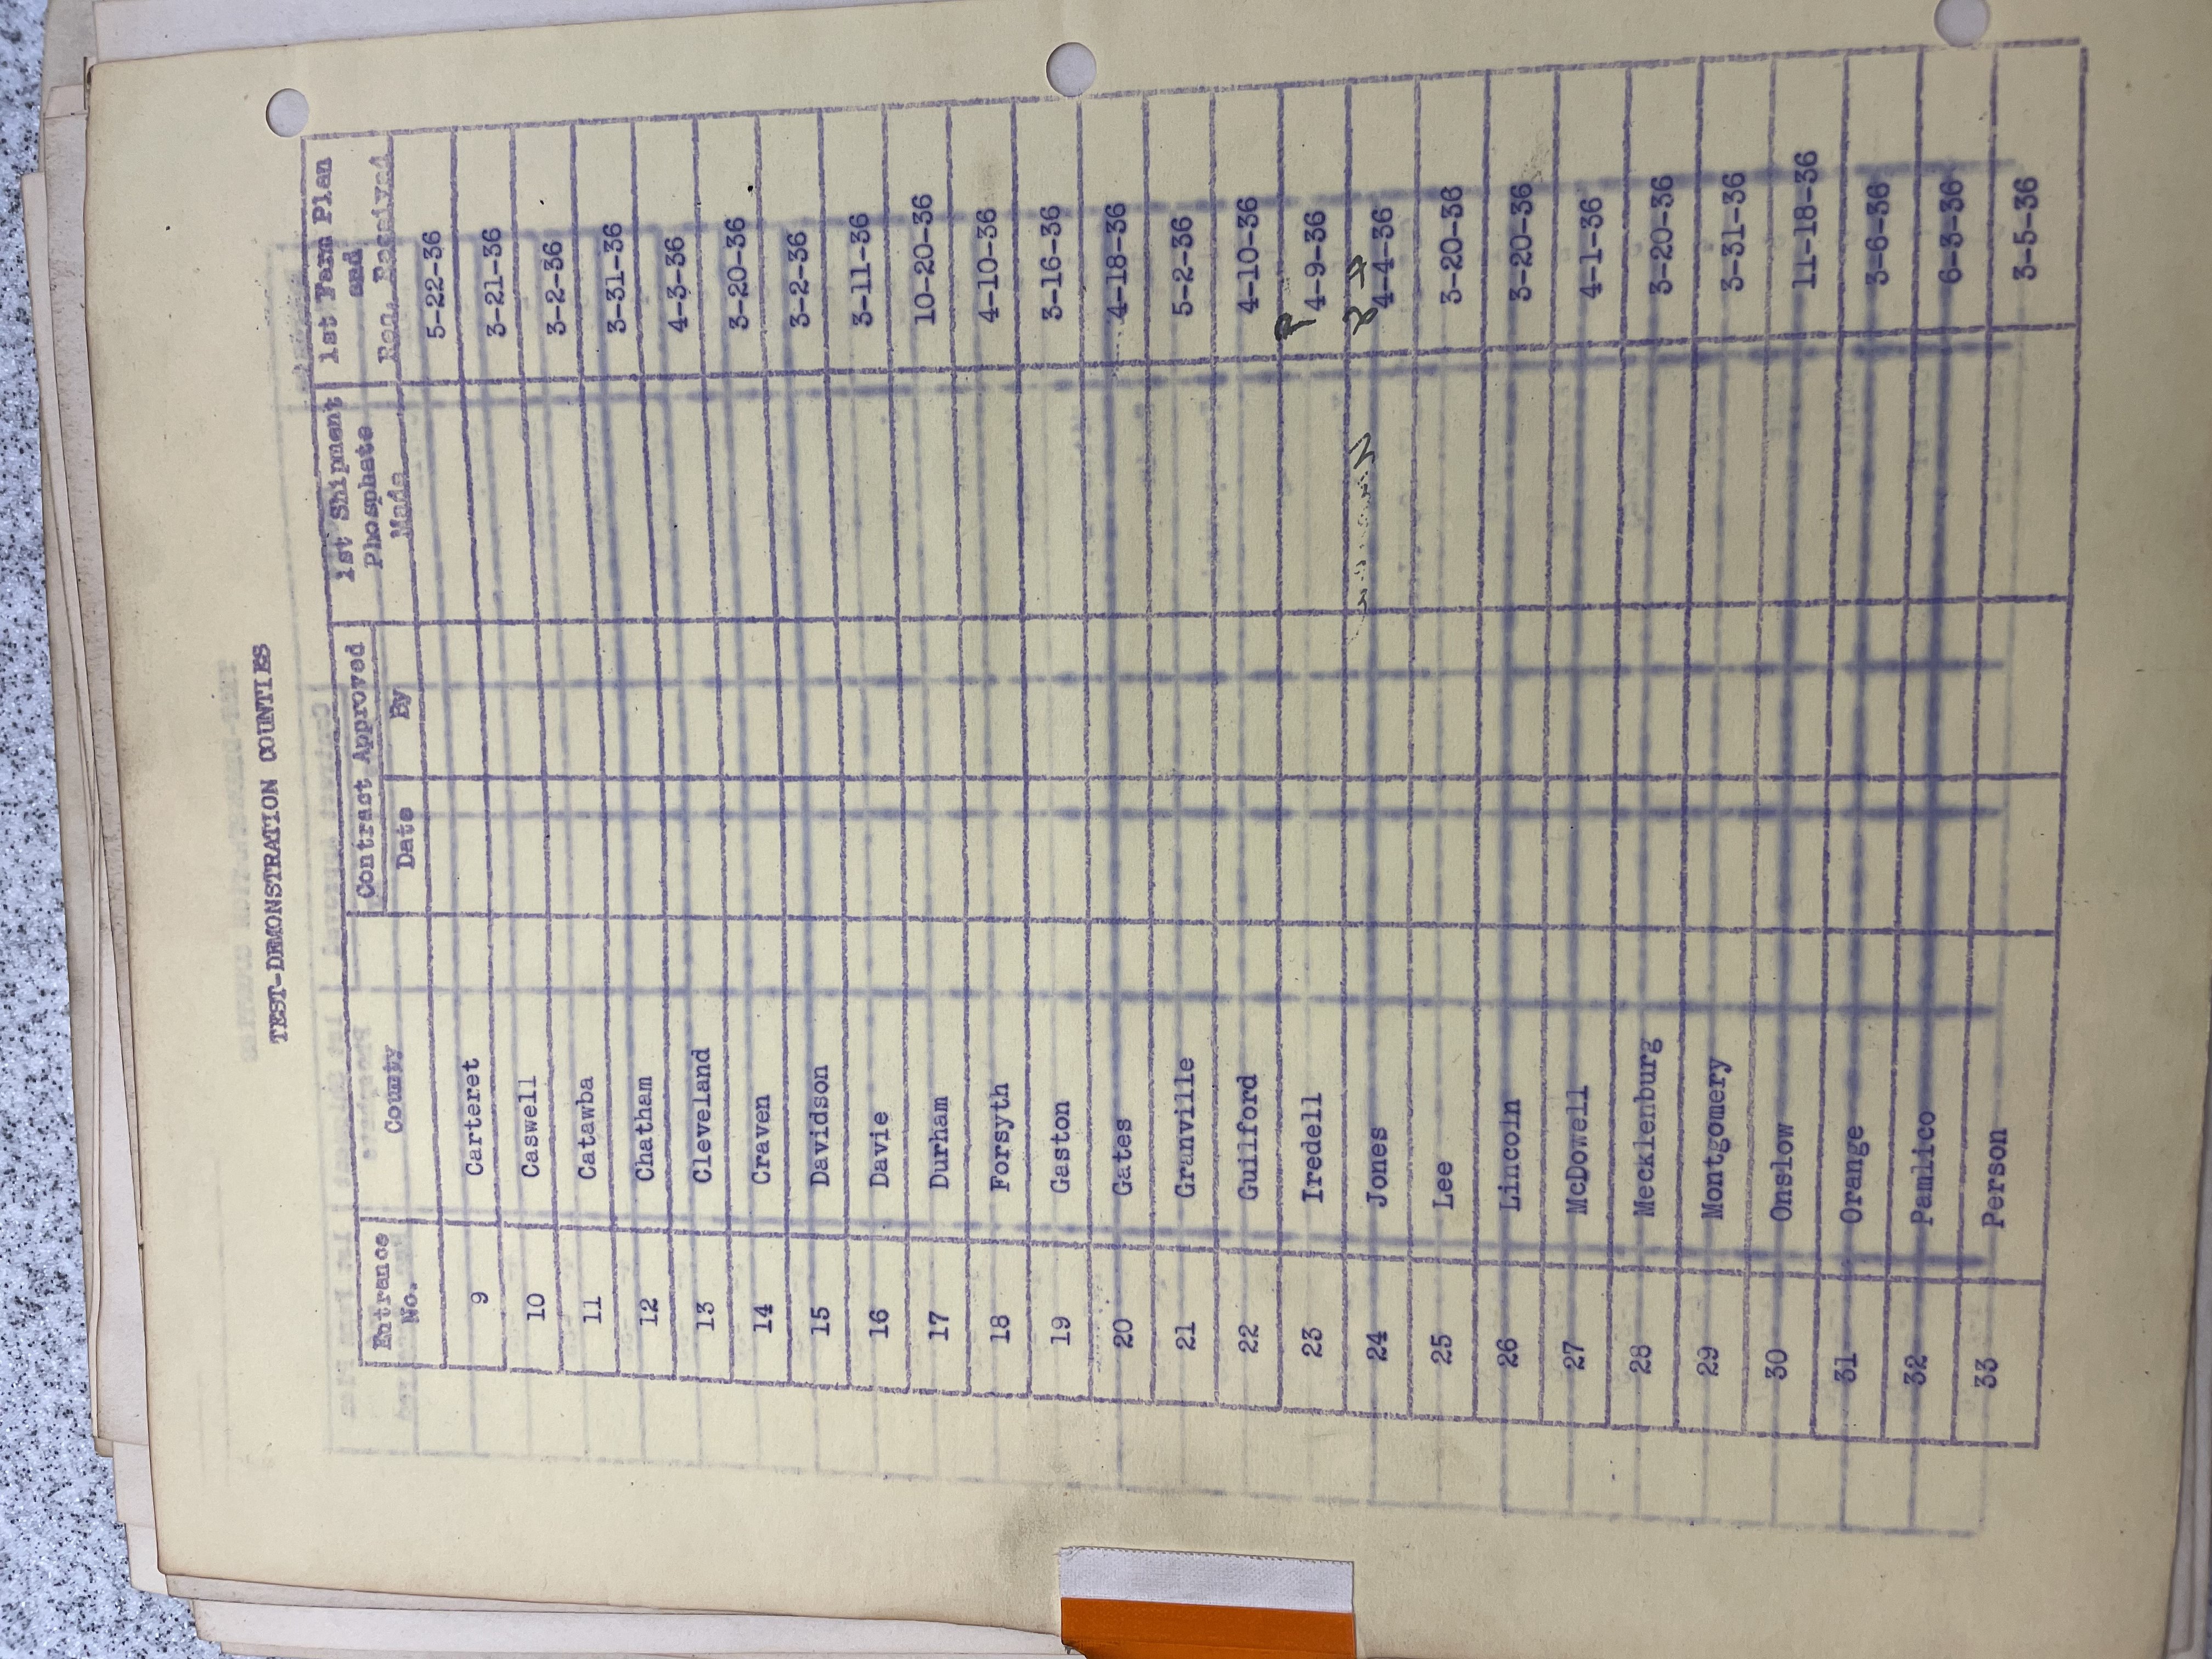 TEST-DEMONSTRATION COUNTIES
Entrance No. County Contract Approved Date By 1st Shipment Phosphate Made 1st Farm Plan and Req. Received
9 Carteret 5-22-36
10 Caswell 3-21-36
11 Catawba 3-2-36
12 Chatham 3-31-36
13 Cleveland 4-3-36
14 Craven 3-20-36
15 Davidson 3-2-36
16 Davie 3-11-36
17 Durham 10-20-36
18 Forsyth 4-10-36
19 Gaston 3-16-36
20 Gates 4-18-36
21 Granville 5-2-36
22 Guilford 4-10-36
23 Iredell 4-9-36
24 Jones 4-4-36
25 Lee 3-20-36
26 Lincoln 3-20-36
27 McDowell 4-1-36
28 Mecklenburg 3-20-36
29 Montgomery 3-31-36
30 Onslow 11-18-36
31 Orange 3-6-36
32 Pamlico 6-3-36
33 Person 3-5-36